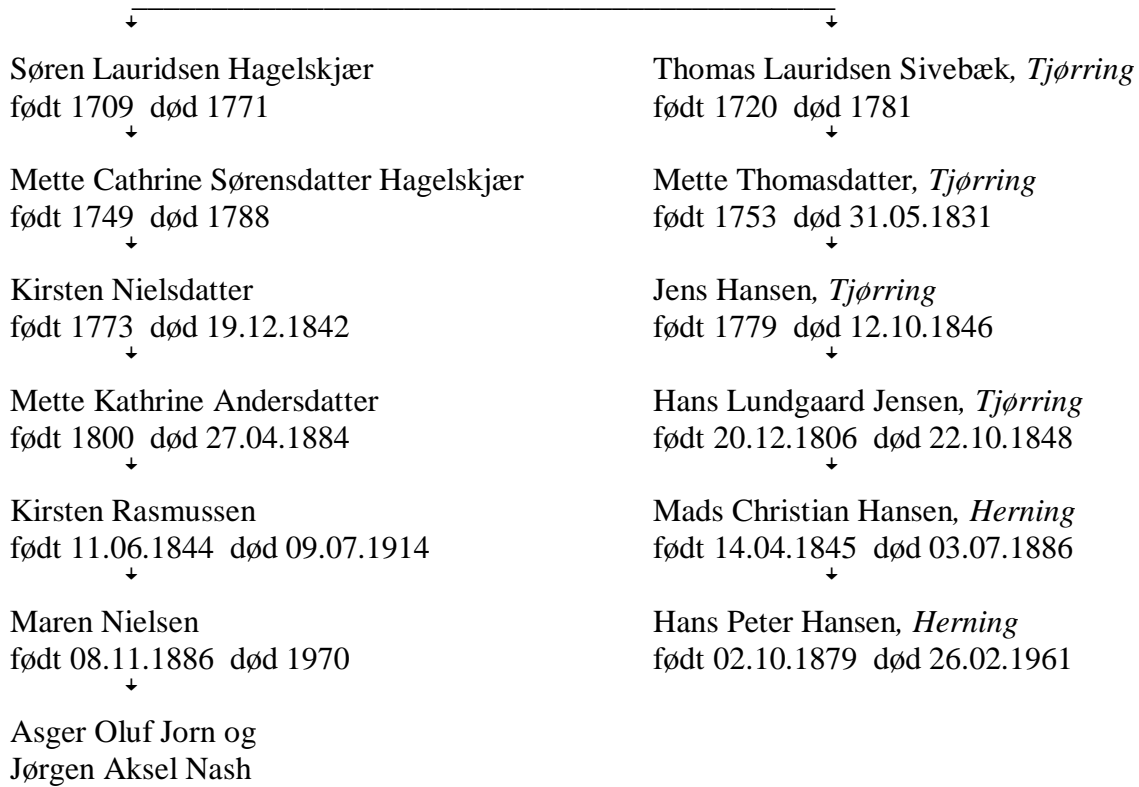 Søren Lauridsen Hagelskjær
født 1709 død 1771
Mette Cathrine Sørensdatter Hagelskjær
født 1749 død 1788
Kirsten Nielsdatter
født 1773 død 19.12.1842
Mette Kathrine Andersdatter
født 1800 død 27.04.1884
Kirsten Rasmussen
født 11.06.1844 død 09.07.1914
Maren Nielsen
født 08.11.1886 død 1970
Asger Oluf Jorn og
Jørgen Aksel Nash
Thomas Lauridsen Sivebæk, Tjørring
født 1720 død 1781
Mette Thomasdatter, Tjørring
født 1753 død 31.05.1831
Jens Hansen, Tjørring
født 1779 død 12.10.1846
Hans Lundgaard Jensen, Tjørring
født 20.12.1806 død 22.10.1848
Mads Christian Hansen, Herning
født 14.04.1845 død 03.07.1886
Hans Peter Hansen, Herning
født 02.10.1879 død 26.02.1961